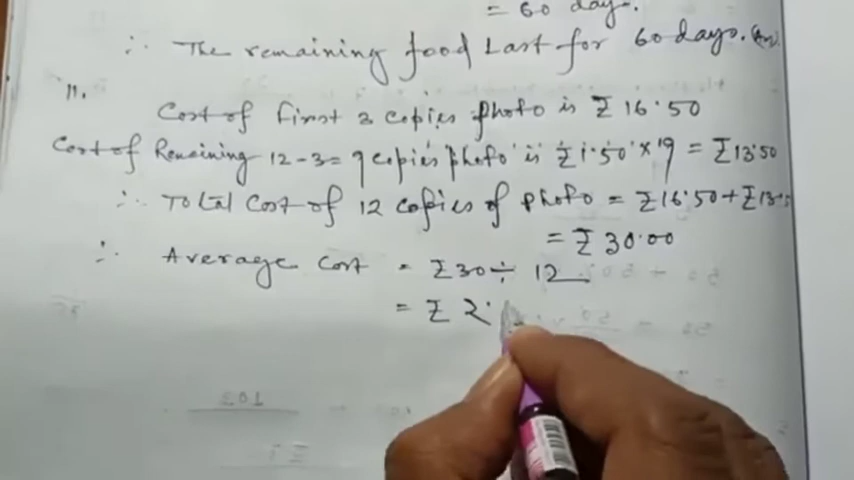 = 60 days.
∴ The remaining food Last for 60 days. (An)
11.
Cost of first 3 copies photo is ₹ 16.50
Cost of Remaining 12 - 3 = 9 copies photo is ₹ 1.50 × 9 = ₹ 13.50
∴ Total cost of 12 copies of photo = ₹ 16.50 + ₹ 13.5
= ₹ 30.00
∴ Average cost = ₹ 30 ÷ 12
= ₹ 2.